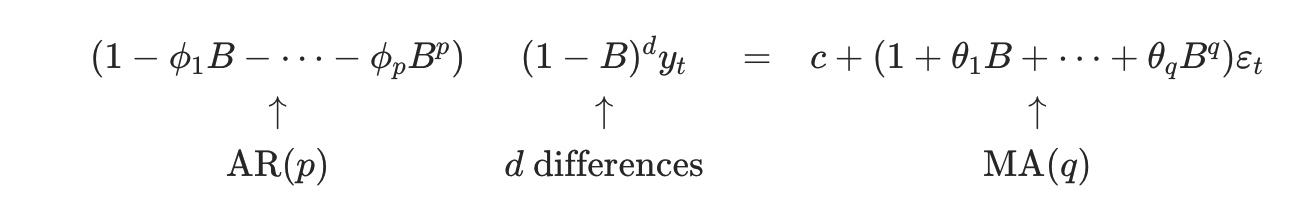 (1 − ϕ₁B − ⋯ − ϕₚBᵖ) (1 − B)ᵈyₜ = c + (1 + θ₁B + ⋯ + θ_qB^q)εₜ
↑ ↑ ↑
AR(p) d differences MA(q)